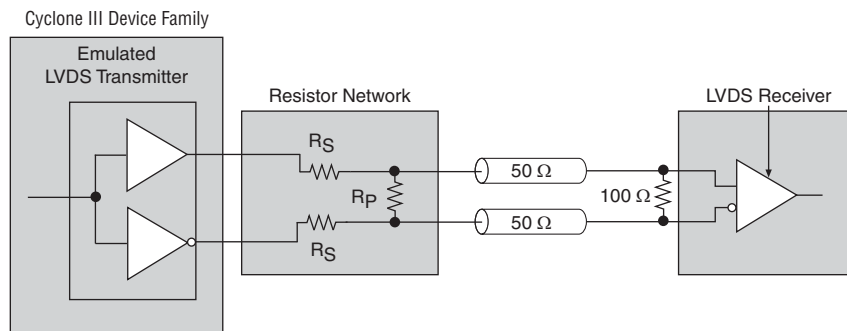 Cyclone III Device Family
Emulated
LVDS Transmitter
Resistor Network
LVDS Receiver
RS
50 Ω
RP
100 Ω
50 Ω
RS